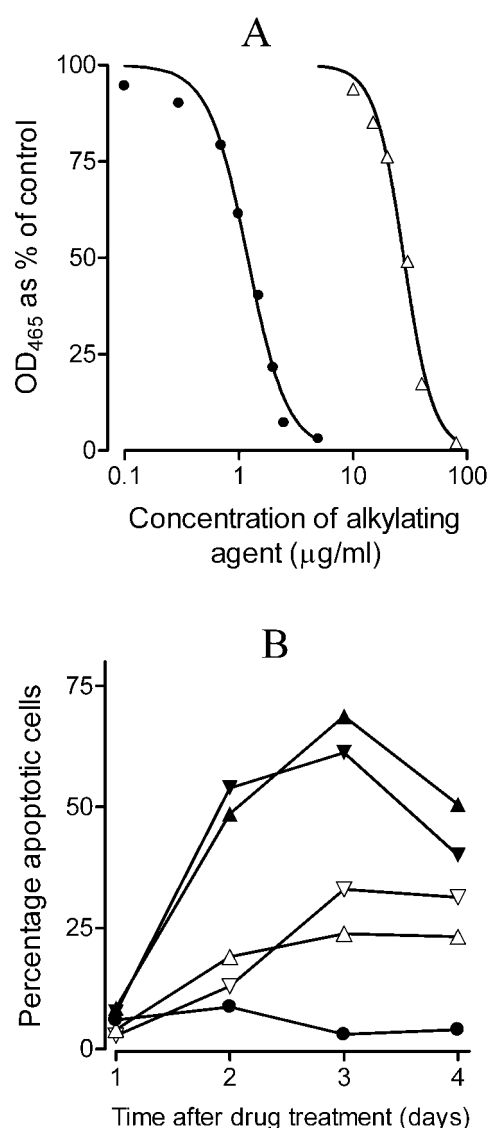 A
100
75
50
25
0
OD465 as % of control
0.1 1 10 100
Concentration of alkylating
agent (μg/ml)
B
75
50
25
0
Percentage apoptotic cells
1 2 3 4
Time after drug treatment (days)